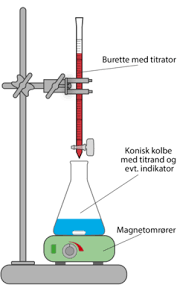 Burette med titrator
Konisk kolbe
med titrand og
evt. indikator
Magnetomrører